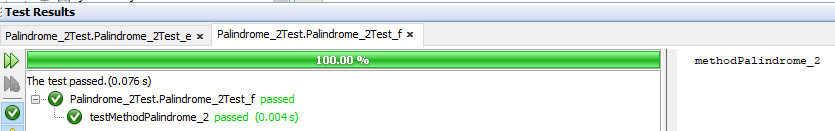 Test Results
Palindrome_2Test.Palindrome_2Test_e × Palindrome_2Test.Palindrome_2Test_f ×
100.00 %
methodPalindrome_2
The test passed.(0.076 s)
Palindrome_2Test.Palindrome_2Test_f passed
testMethodPalindrome_2 passed (0.004 s)